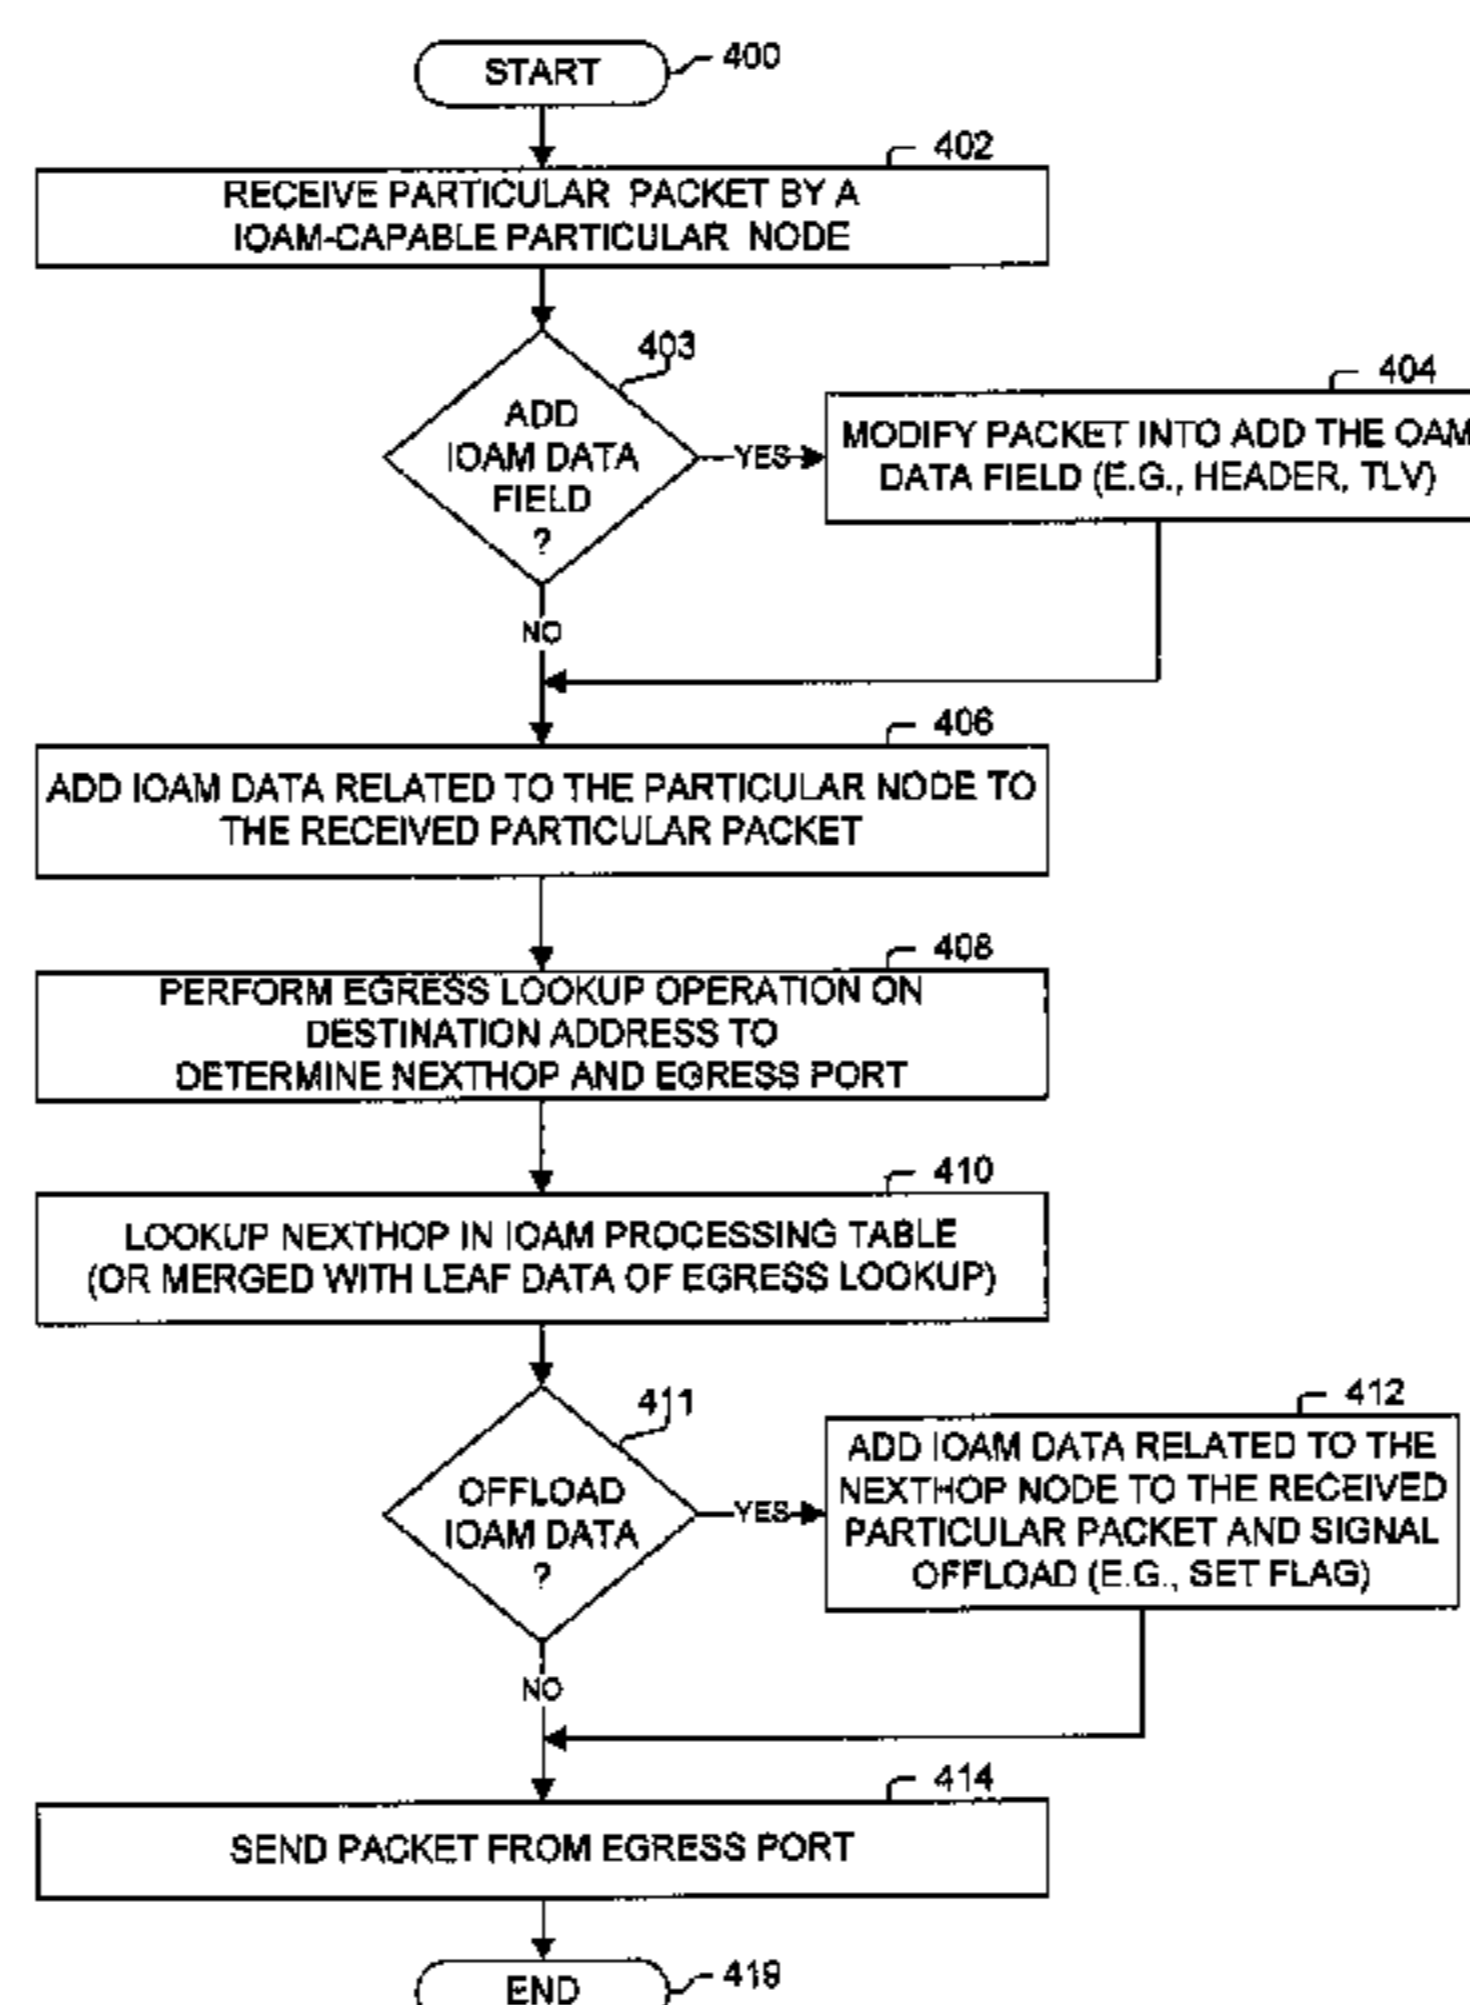 START
400
402
RECEIVE PARTICULAR PACKET BY A
IOAM-CAPABLE PARTICULAR NODE
403
ADD
IOAM DATA
FIELD
?
YES
404
MODIFY PACKET INTO ADD THE OAM
DATA FIELD (E.G., HEADER, TLV)
NO
406
ADD IOAM DATA RELATED TO THE PARTICULAR NODE TO
THE RECEIVED PARTICULAR PACKET
408
PERFORM EGRESS LOOKUP OPERATION ON
DESTINATION ADDRESS TO
DETERMINE NEXTHOP AND EGRESS PORT
410
LOOKUP NEXTHOP IN IOAM PROCESSING TABLE
(OR MERGED WITH LEAF DATA OF EGRESS LOOKUP)
411
OFFLOAD
IOAM DATA
?
YES
412
ADD IOAM DATA RELATED TO THE
NEXTHOP NODE TO THE RECEIVED
PARTICULAR PACKET AND SIGNAL
OFFLOAD (E.G., SET FLAG)
NO
414
SEND PACKET FROM EGRESS PORT
END
419